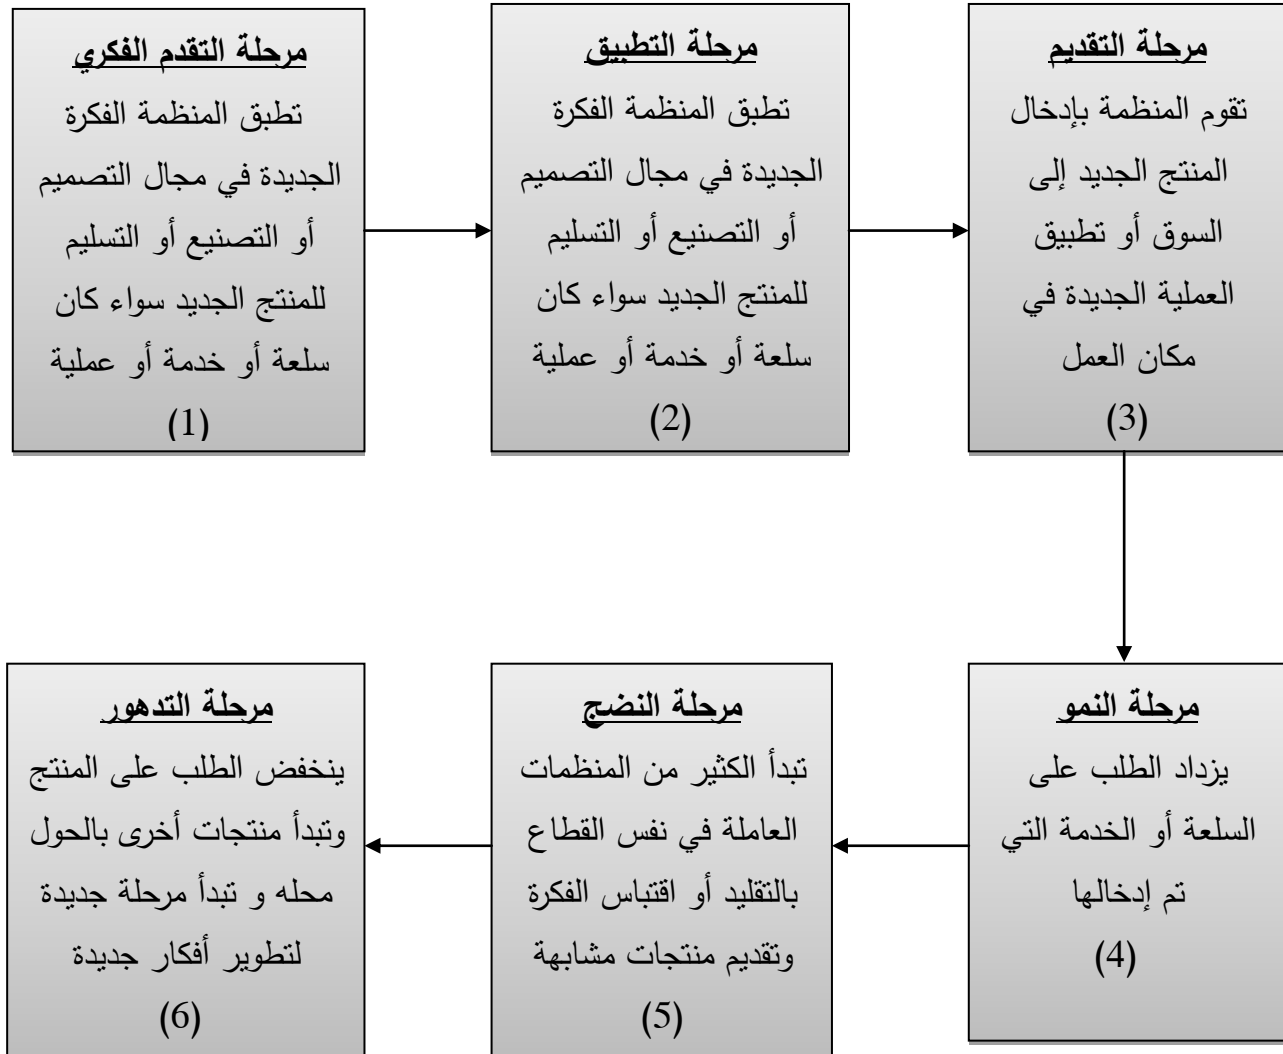 مرحلة التقدم الفكري
تطبق المنظمة الفكرة
الجديدة في مجال التصميم
أو التصنيع أو التسليم
للمنتج الجديد سواء كان
سلعة أو خدمة أو عملية
(1)
مرحلة التطبيق
تطبق المنظمة الفكرة
الجديدة في مجال التصميم
أو التصنيع أو التسليم
للمنتج الجديد سواء كان
سلعة أو خدمة أو عملية
(2)
مرحلة التقديم
تقوم المنظمة بإدخال
المنتج الجديد إلى
السوق أو تطبيق
العملية الجديدة في
مكان العمل
(3)
مرحلة النمو
يزداد الطلب على
السلعة أو الخدمة التي
تم إدخالها
(4)
مرحلة النضج
تبدأ الكثير من المنظمات
العاملة في نفس القطاع
بالتقليد أو اقتباس الفكرة
وتقديم منتجات مشابهة
(5)
مرحلة التدهور
ينخفض الطلب على المنتج
وتبدأ منتجات أخرى بالحول
محله و تبدأ مرحلة جديدة
لتطوير أفكار جديدة
(6)